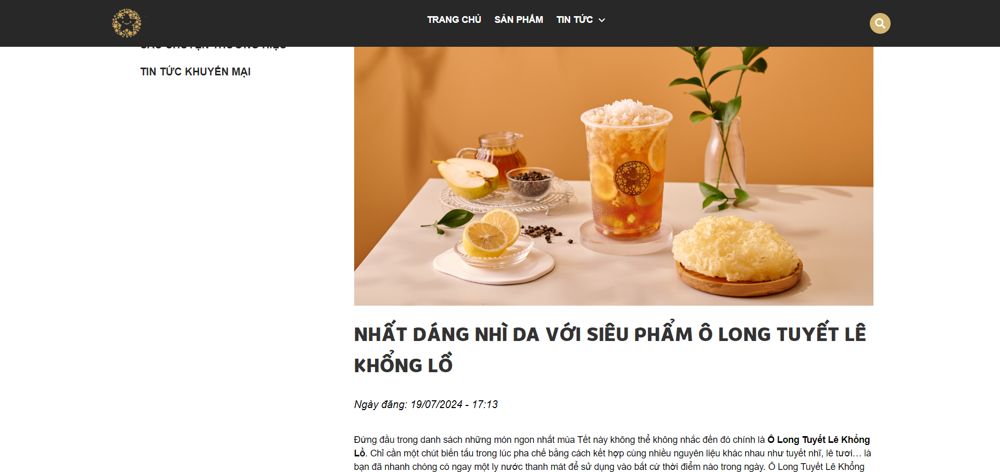 TRANG CHỦ SẢN PHẨM TIN TỨC
CÂU CHUYỆN THƯƠNG HIỆU
TIN TỨC KHUYẾN MẠI
NHẤT DÁNG NHÌ DA VỚI SIÊU PHẨM Ô LONG TUYẾT LÊ
KHỔNG LỒ
Ngày đăng: 19/07/2024 - 17:13
Đứng đầu trong danh sách những món ngon nhất mùa Tết này không thể không nhắc đến đó chính là Ô Long Tuyết Lê Khổng
Lồ. Chỉ cần một chút biến tấu trong lúc pha chế bằng cách kết hợp cùng nhiều nguyên liệu khác nhau như tuyết nhĩ, lê tươi… là
bạn đã nhanh chóng có ngay một ly nước thanh mát để sử dụng vào bất cứ thời điểm nào trong ngày. Ô Long Tuyết Lê Khổng